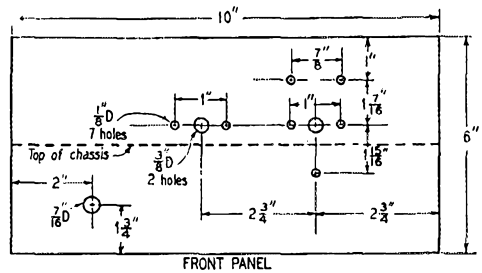 10"
7/8"
1"
1/8"D
7 holes
1"
1"
1 7/16"
6"
Top of chassis
3/8"D
2 holes
1 5/16"
2"
7/16"D
1 3/4"
2 3/4"
2 3/4"
FRONT PANEL